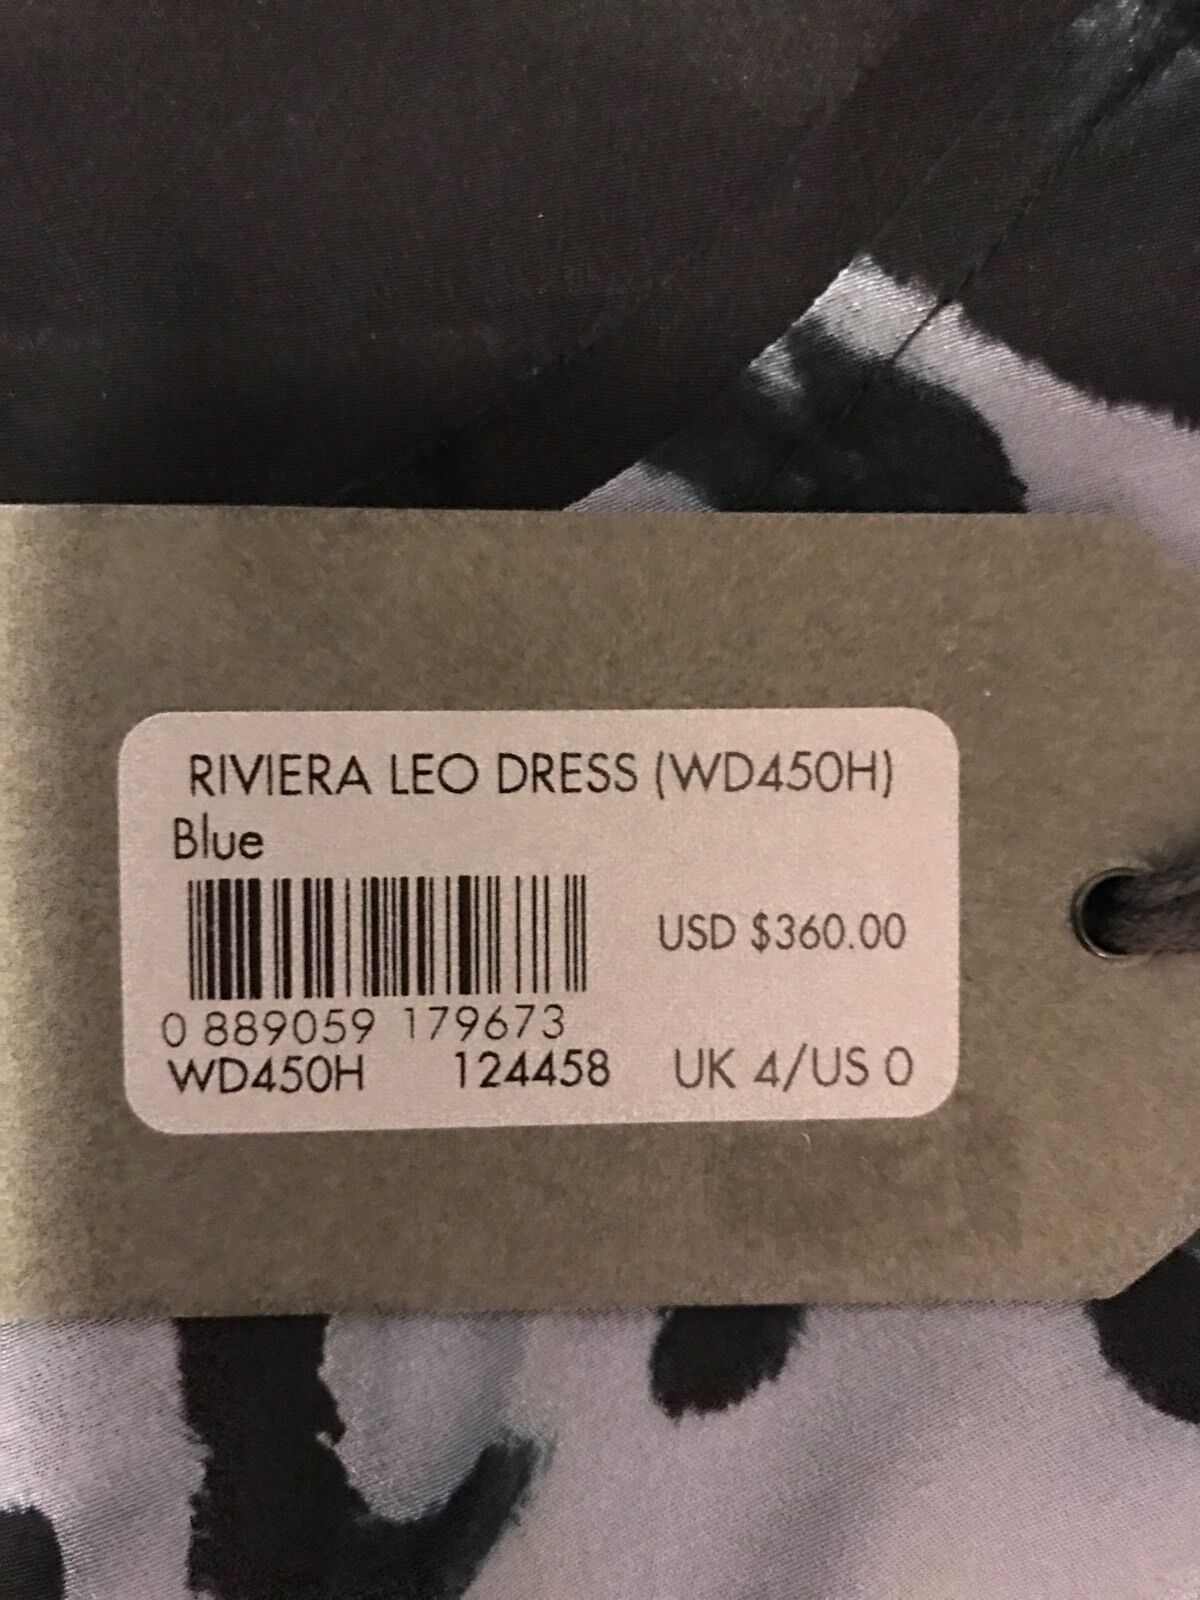 RIVIERA LEO DRESS (WD450H)
Blue
USD $360.00
0 889059 179673
WD450H 124458 UK 4/US 0